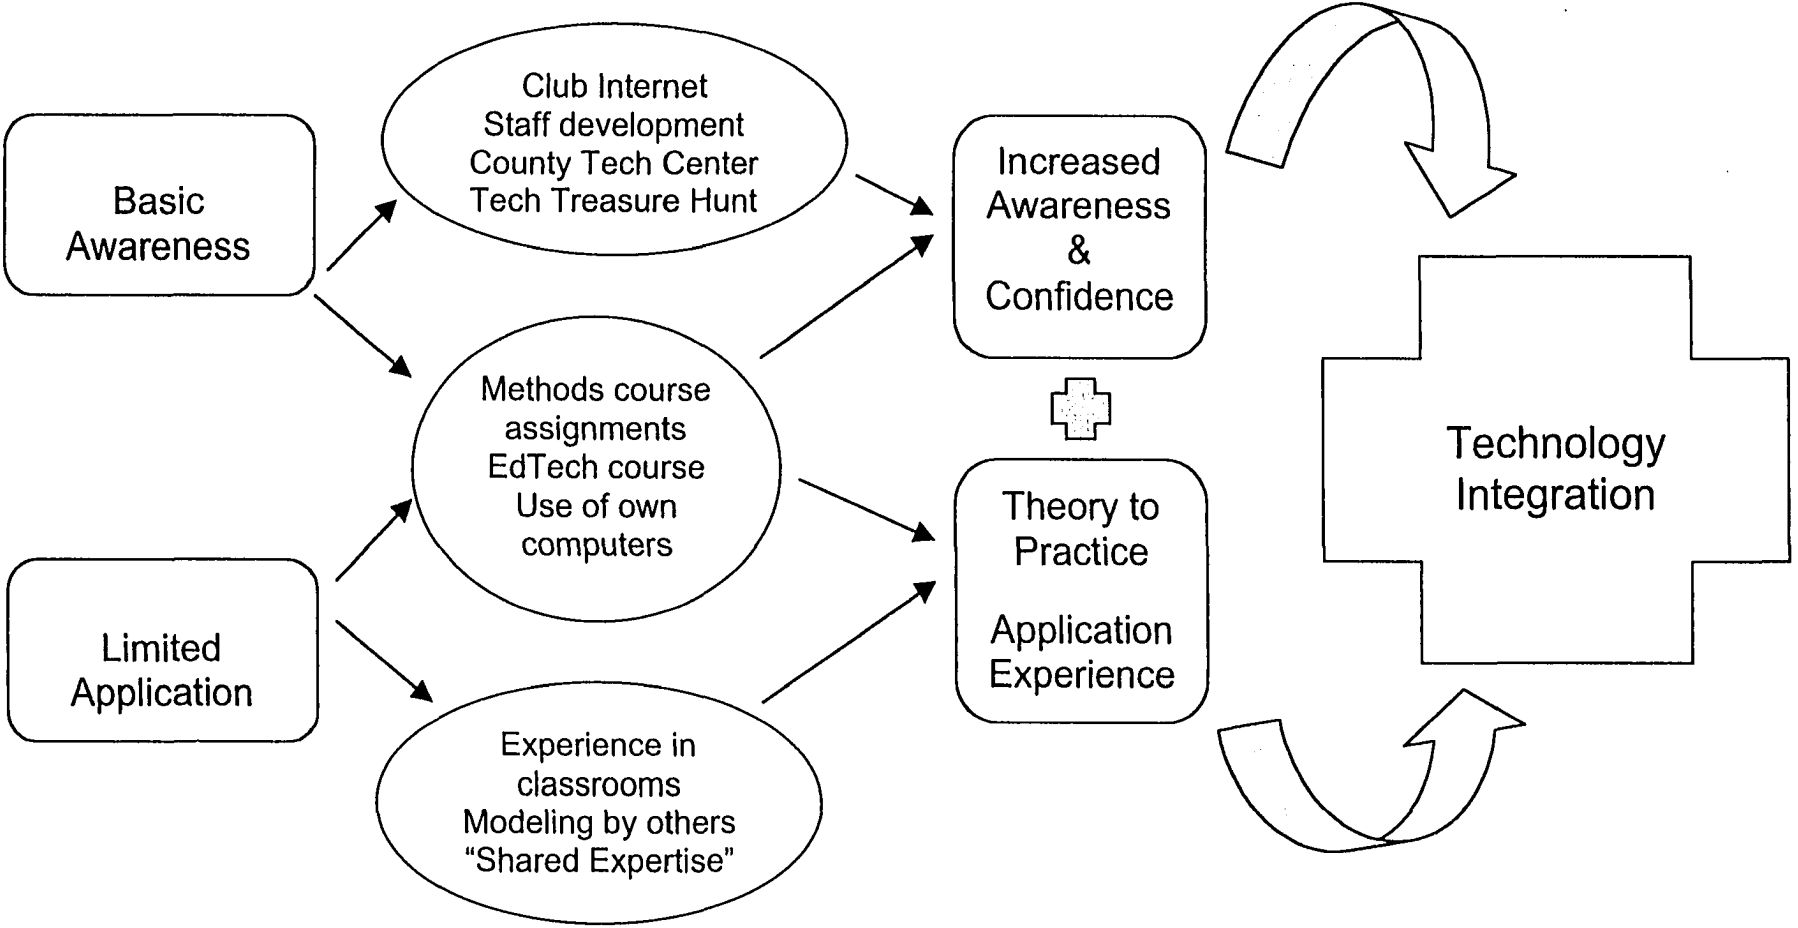 Basic
Awareness
Limited
Application
Club Internet
Staff development
County Tech Center
Tech Treasure Hunt
Methods course
assignments
EdTech course
Use of own
computers
Experience in
classrooms
Modeling by others
“Shared Expertise”
Increased
Awareness
&
Confidence
Theory to
Practice
Application
Experience
Technology
Integration